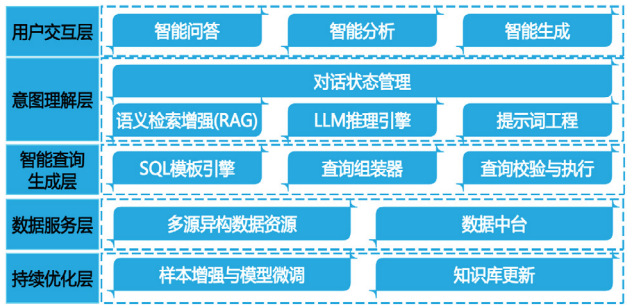 用户交互层
智能问答
智能分析
智能生成
意图理解层
对话状态管理
语义检索增强(RAG)
LLM推理引擎
提示词工程
智能查询
生成层
SQL模板引擎
查询组装器
查询校验与执行
数据服务层
多源异构数据资源
数据中台
持续优化层
样本增强与模型微调
知识库更新